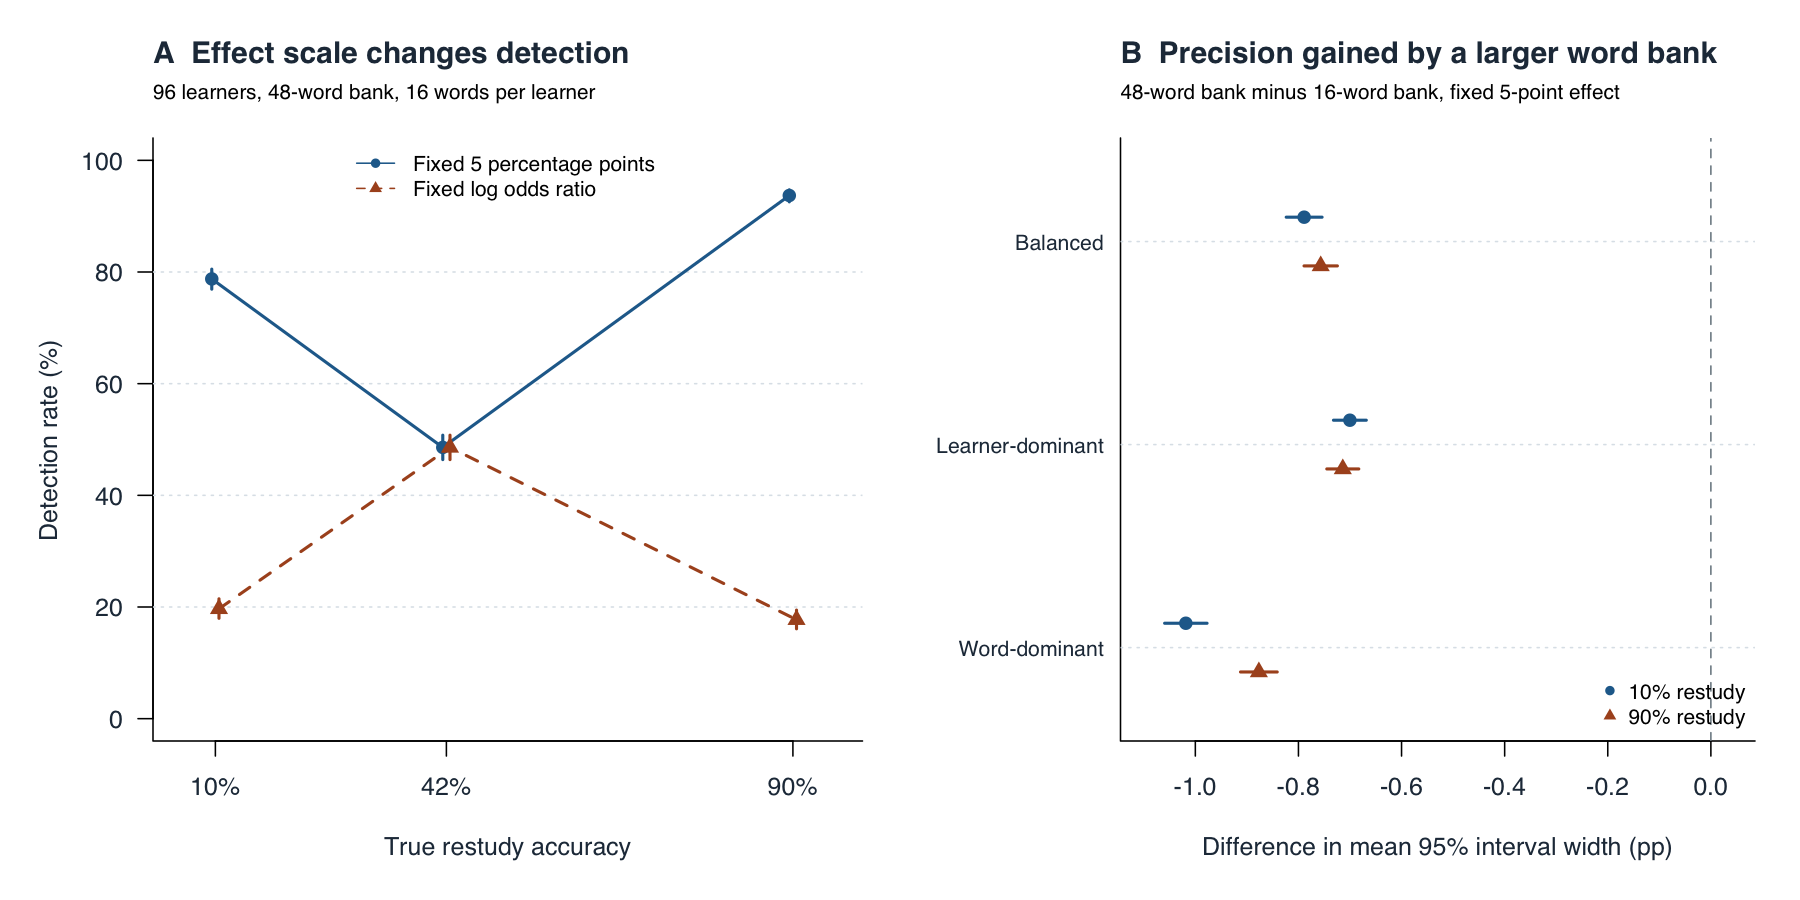 A Effect scale changes detection
96 learners, 48-word bank, 16 words per learner
Fixed 5 percentage points
Fixed log odds ratio
Detection rate (%)
100
80
60
40
20
0
10%
42%
90%
True restudy accuracy
B Precision gained by a larger word bank
48-word bank minus 16-word bank, fixed 5-point effect
Balanced
Learner-dominant
Word-dominant
10% restudy
90% restudy
-1.0
-0.8
-0.6
-0.4
-0.2
0.0
Difference in mean 95% interval width (pp)